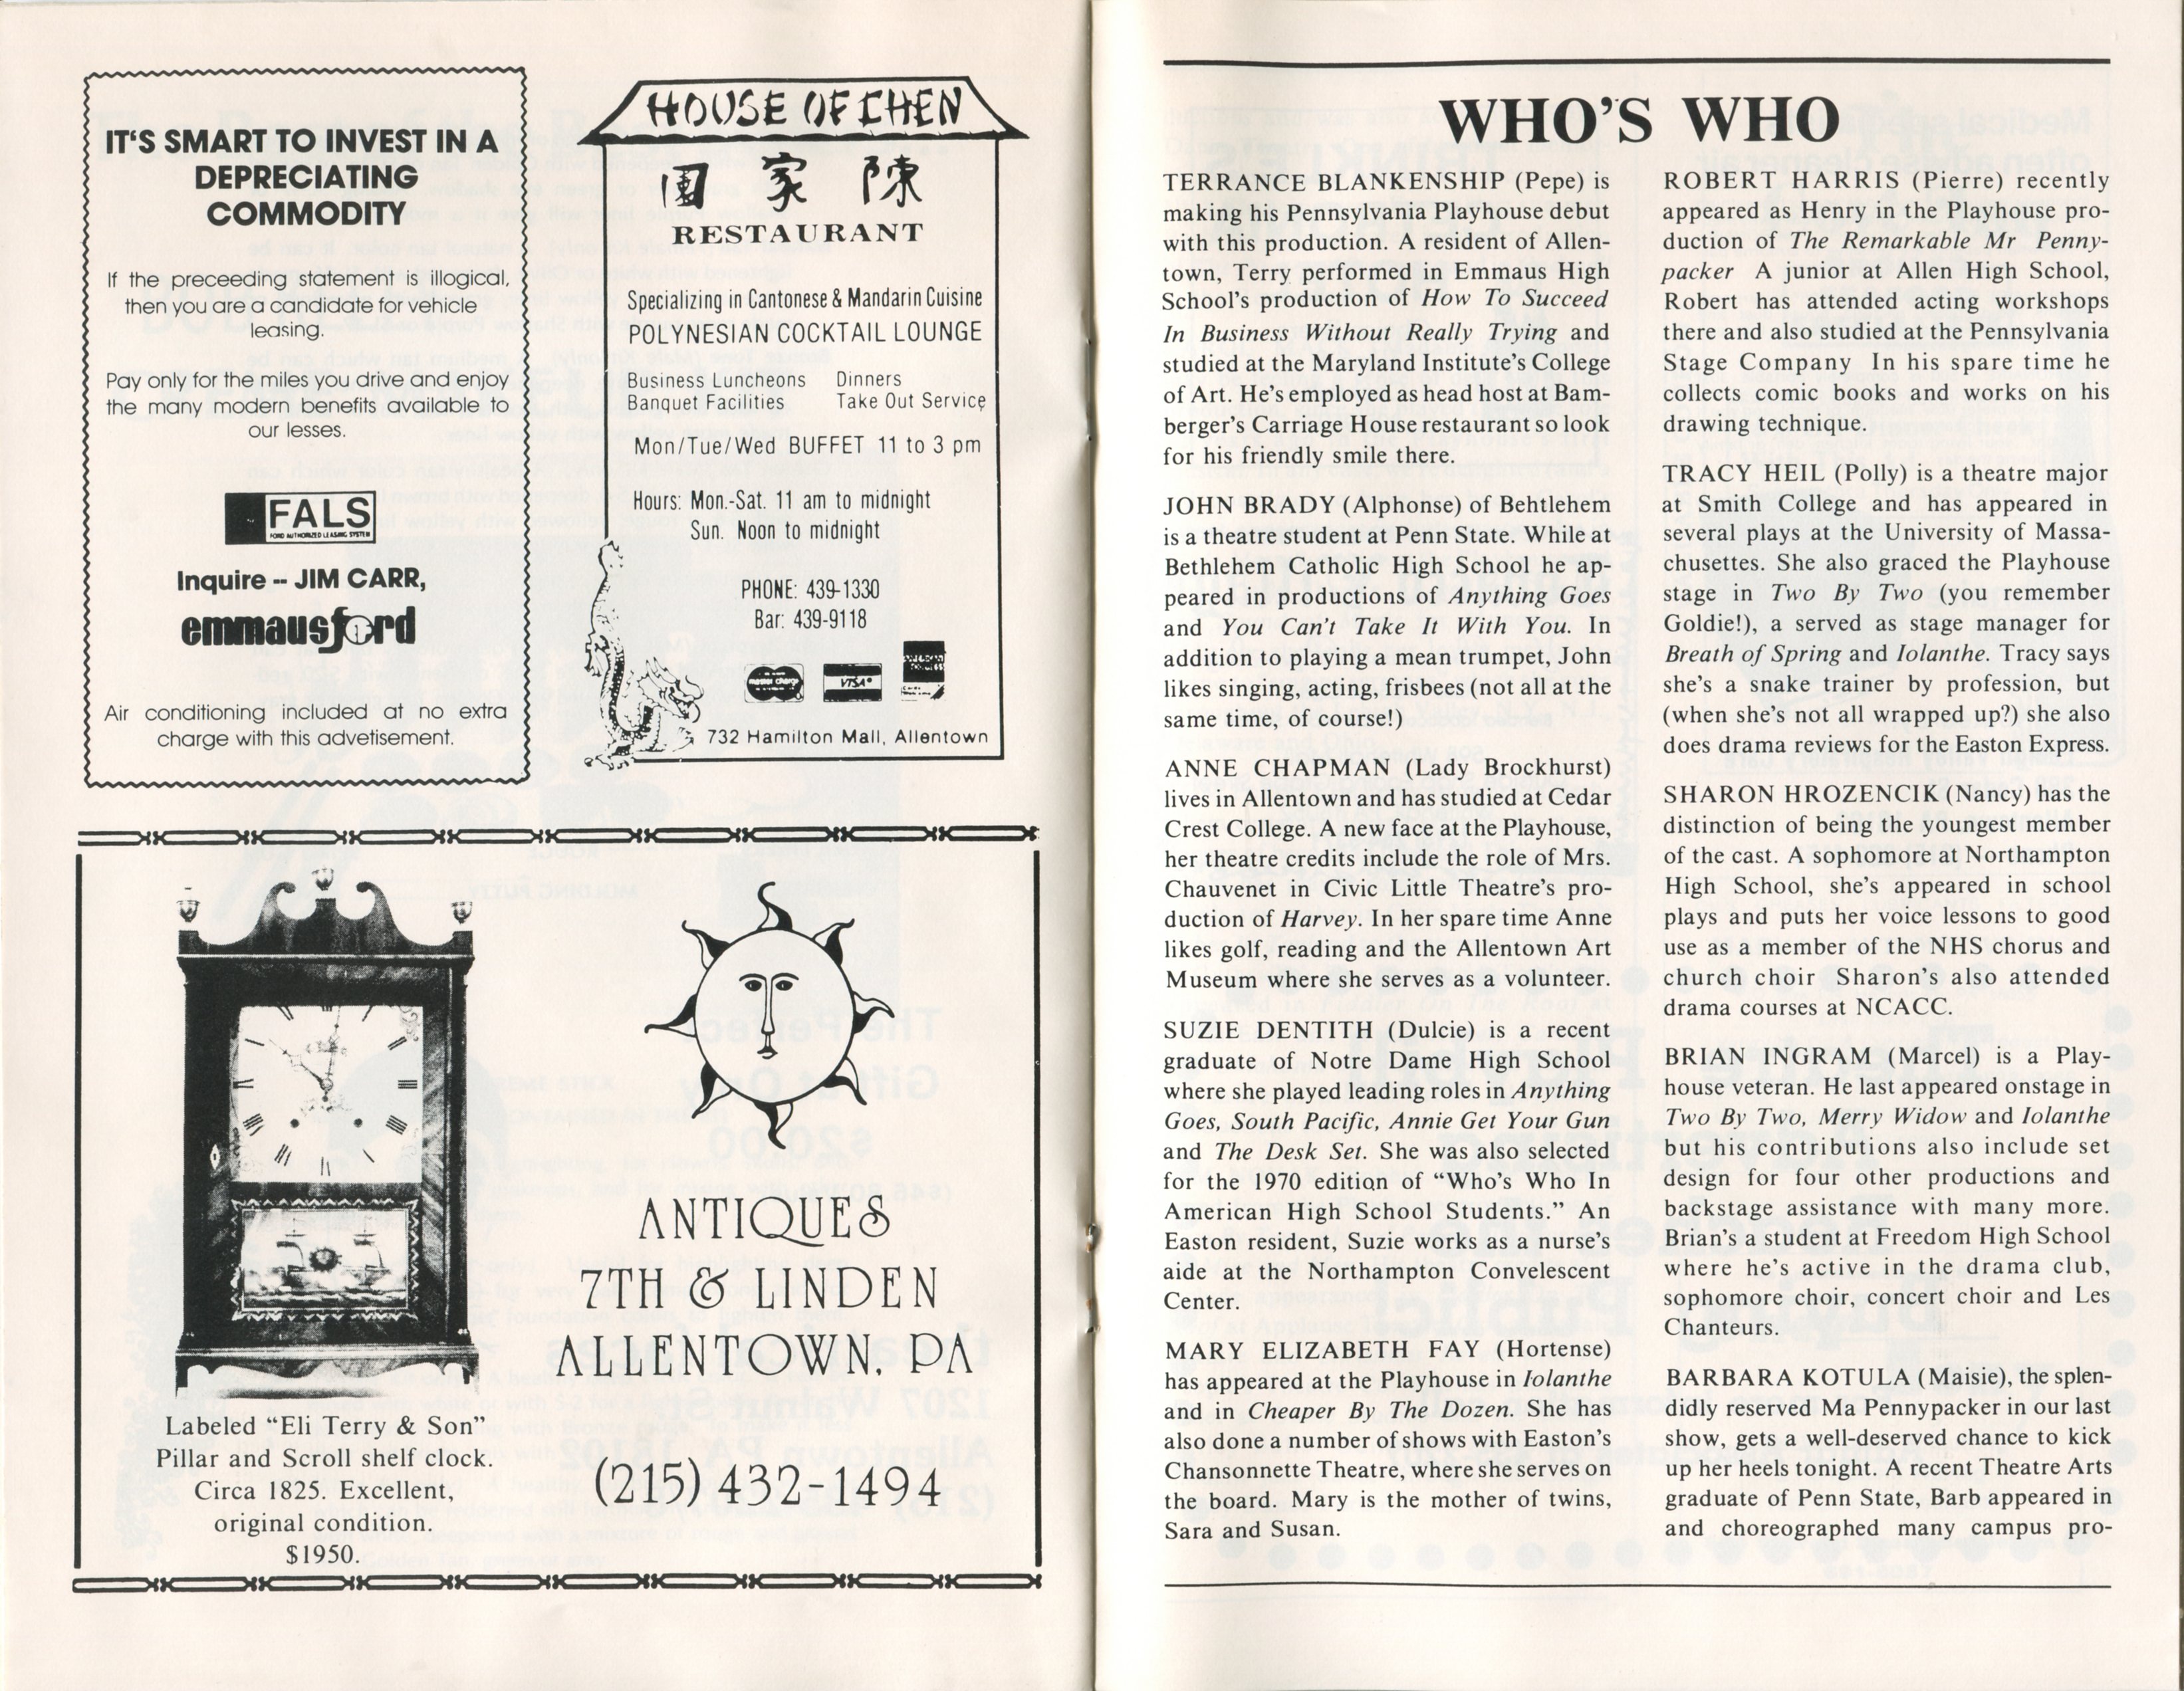 IT'S SMART TO INVEST IN A
DEPRECIATING
COMMODITY
If the preceeding statement is illogical,
then you are a candidate for vehicle
leasing.
Pay only for the miles you drive and enjoy
the many modern benefits available to
our lesses.
FALS
FORD AUTHORIZED LEASING SYSTEM
Inquire -- JIM CARR,
emmausford
Air conditioning included at no extra
charge with this advetisement.
HOUSE OF CHEN
園 家 陳
RESTAURANT
Specializing in Cantonese & Mandarin Cuisine
POLYNESIAN COCKTAIL LOUNGE
Business Luncheons Dinners
Banquet Facilities Take Out Service
Mon/Tue/Wed BUFFET 11 to 3 pm
Hours: Mon.-Sat. 11 am to midnight
Sun. Noon to midnight
PHONE: 439-1330
Bar: 439-9118
master charge
VISA®
732 Hamilton Mall, Allentown
Labeled “Eli Terry & Son”
Pillar and Scroll shelf clock.
Circa 1825. Excellent,
original condition.
$1950.
ANTIQUES
7TH & LINDEN
ALLENTOWN, PA
(215) 432-1494
WHO'S WHO
TERRANCE BLANKENSHIP (Pepe) is
making his Pennsylvania Playhouse debut
with this production. A resident of Allen-
town, Terry performed in Emmaus High
School's production of How To Succeed
In Business Without Really Trying and
studied at the Maryland Institute's College
of Art. He's employed as head host at Bam-
berger's Carriage House restaurant so look
for his friendly smile there.
JOHN BRADY (Alphonse) of Behtlehem
is a theatre student at Penn State. While at
Bethlehem Catholic High School he ap-
peared in productions of Anything Goes
and You Can't Take It With You. In
addition to playing a mean trumpet, John
likes singing, acting, frisbees (not all at the
same time, of course!)
ANNE CHAPMAN (Lady Brockhurst)
lives in Allentown and has studied at Cedar
Crest College. A new face at the Playhouse,
her theatre credits include the role of Mrs.
Chauvenet in Civic Little Theatre's pro-
duction of Harvey. In her spare time Anne
likes golf, reading and the Allentown Art
Museum where she serves as a volunteer.
SUZIE DENTITH (Dulcie) is a recent
graduate of Notre Dame High School
where she played leading roles in Anything
Goes, South Pacific, Annie Get Your Gun
and The Desk Set. She was also selected
for the 1970 edition of “Who's Who In
American High School Students.” An
Easton resident, Suzie works as a nurse's
aide at the Northampton Convelescent
Center.
MARY ELIZABETH FAY (Hortense)
has appeared at the Playhouse in Iolanthe
and in Cheaper By The Dozen. She has
also done a number of shows with Easton's
Chansonnette Theatre, where she serves on
the board. Mary is the mother of twins,
Sara and Susan.
ROBERT HARRIS (Pierre) recently
appeared as Henry in the Playhouse pro-
duction of The Remarkable Mr Penny-
packer A junior at Allen High School,
Robert has attended acting workshops
there and also studied at the Pennsylvania
Stage Company In his spare time he
collects comic books and works on his
drawing technique.
TRACY HEIL (Polly) is a theatre major
at Smith College and has appeared in
several plays at the University of Massa-
chusettes. She also graced the Playhouse
stage in Two By Two (you remember
Goldie!), a served as stage manager for
Breath of Spring and Iolanthe. Tracy says
she's a snake trainer by profession, but
(when she's not all wrapped up?) she also
does drama reviews for the Easton Express.
SHARON HROZENCIK (Nancy) has the
distinction of being the youngest member
of the cast. A sophomore at Northampton
High School, she's appeared in school
plays and puts her voice lessons to good
use as a member of the NHS chorus and
church choir Sharon's also attended
drama courses at NCACC.
BRIAN INGRAM (Marcel) is a Play-
house veteran. He last appeared onstage in
Two By Two, Merry Widow and Iolanthe
but his contributions also include set
design for four other productions and
backstage assistance with many more.
Brian's a student at Freedom High School
where he's active in the drama club,
sophomore choir, concert choir and Les
Chanteurs.
BARBARA KOTULA (Maisie), the splen-
didly reserved Ma Pennypacker in our last
show, gets a well-deserved chance to kick
up her heels tonight. A recent Theatre Arts
graduate of Penn State, Barb appeared in
and choreographed many campus pro-